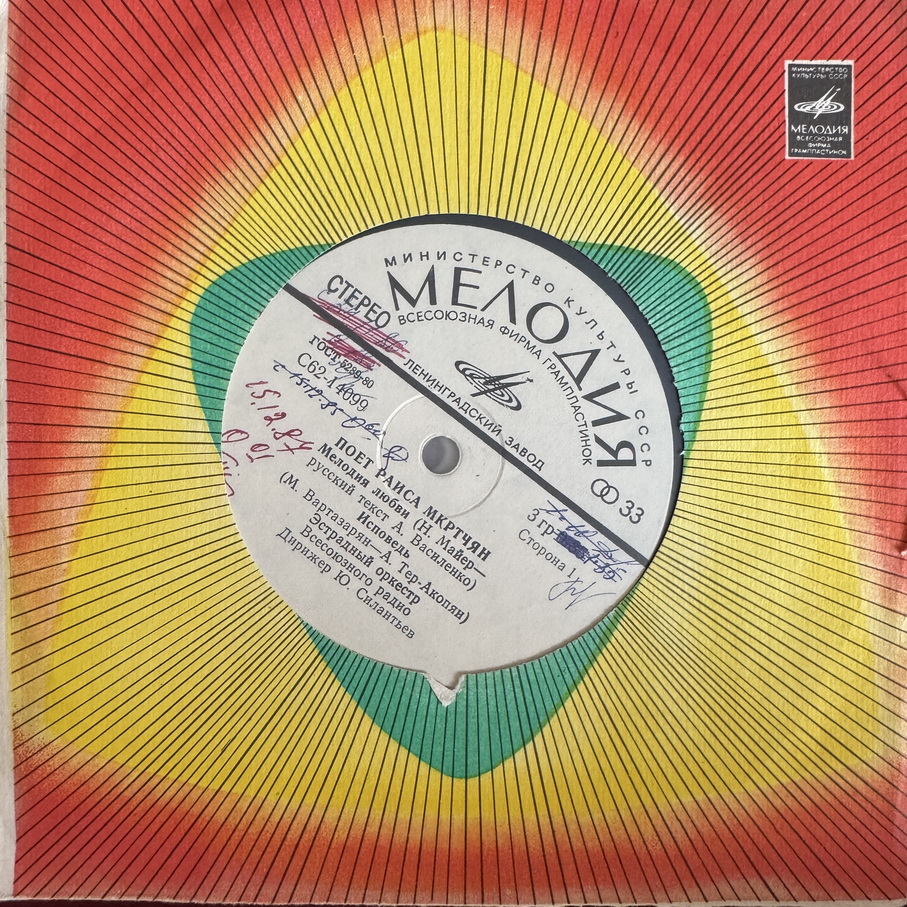 МИНИСТЕРСТВО
КУЛЬТУРЫ СССР
МЕЛОДИЯ
ВСЕСОЮЗНАЯ
ФИРМА
ГРАМПЛАСТИНОК
МИНИСТЕРСТВО КУЛЬТУРЫ СССР
МЕЛОДИЯ
ВСЕСОЮЗНАЯ ФИРМА ГРАМПЛАСТИНОК
ЛЕНИНГРАДСКИЙ ЗАВОД
СТЕРЕО
33
ГОСТ 5289-80
С62-14099
15.12.87
3 гр.
Сторона 1
ПОЕТ РАИСА МКРТЧЯН
Мелодия любви (Н. Майер—
русский текст А. Василенко)
Исповедь
(М. Вартазарян—А. Тер-Акопян)
Эстрадный оркестр
Всесоюзного радио
Дирижер Ю. Силантьев